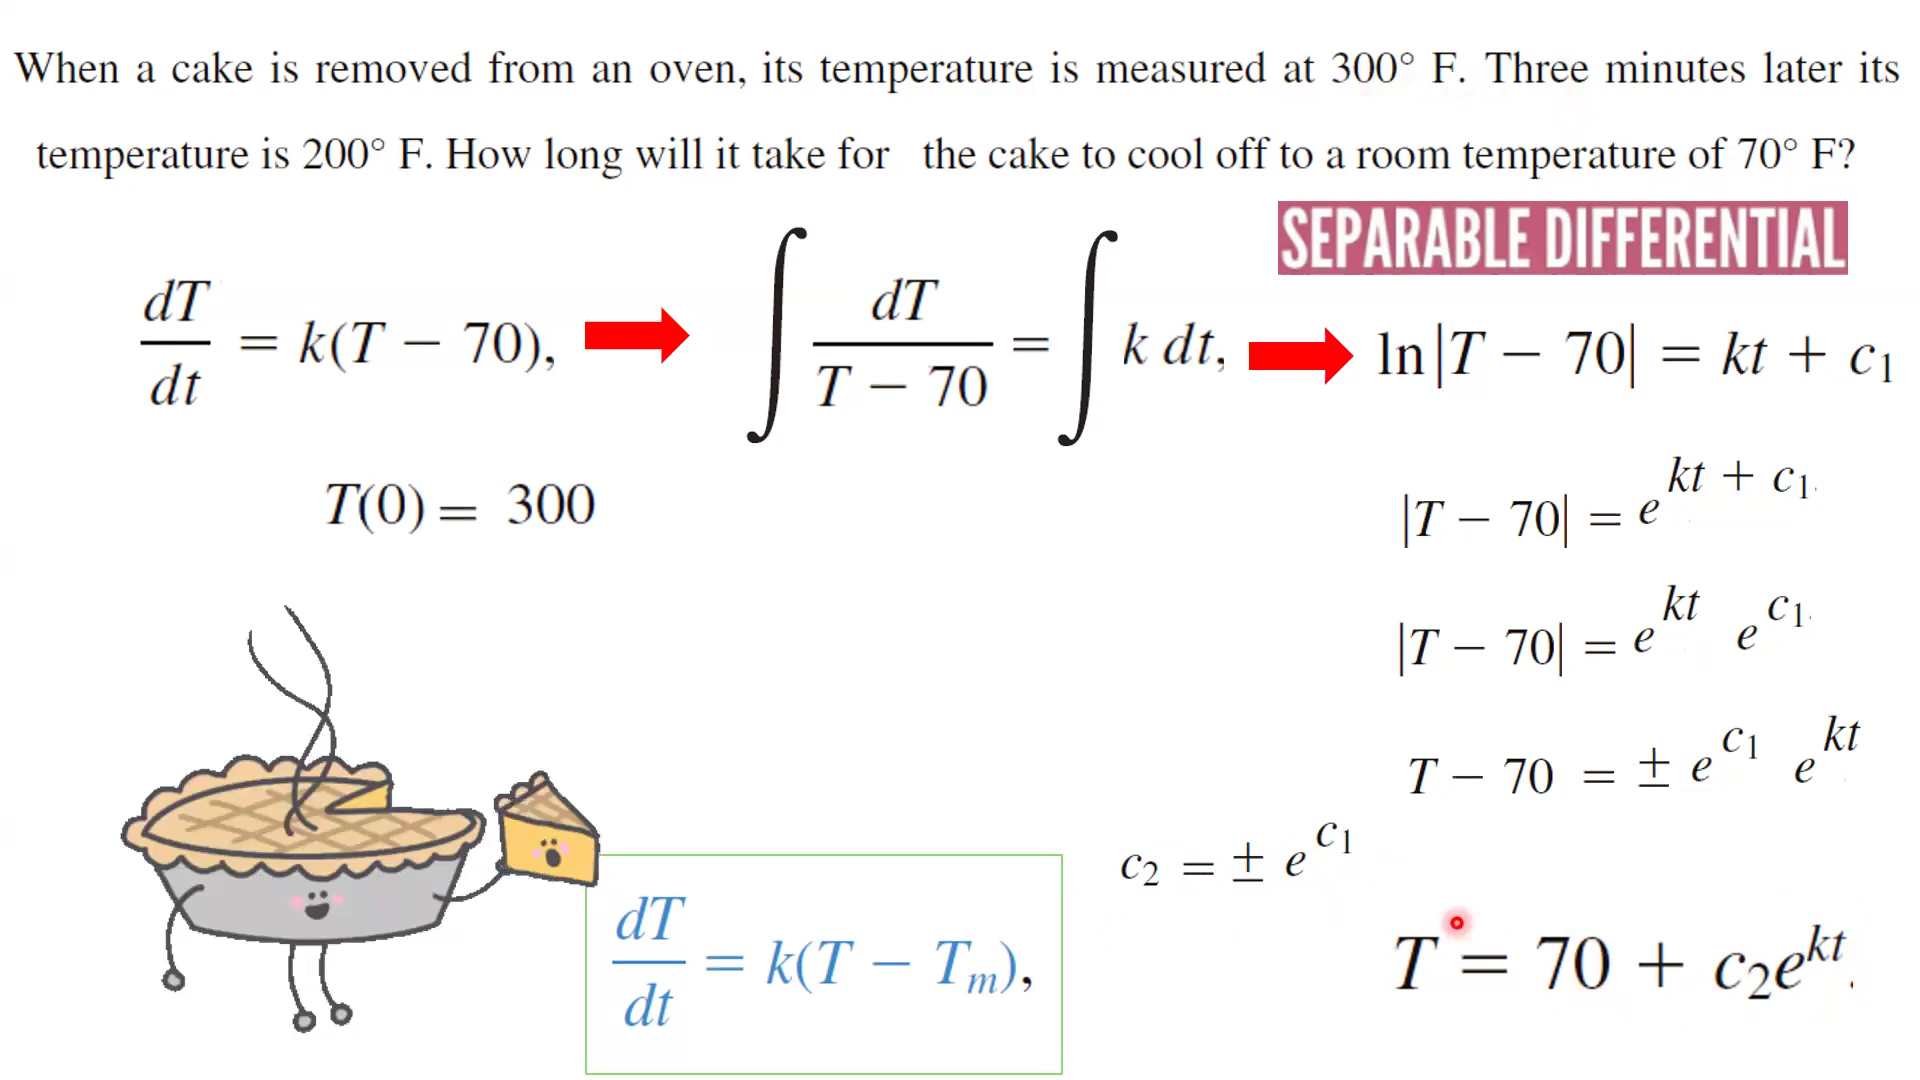 When a cake is removed from an oven, its temperature is measured at 300° F. Three minutes later its
temperature is 200° F. How long will it take for the cake to cool off to a room temperature of 70° F?
SEPARABLE DIFFERENTIAL
dT/dt = k(T − 70),
∫ dT/(T − 70) = ∫ k dt,
ln|T − 70| = kt + c₁
T(0) = 300
|T − 70| = e^(kt + c₁)
|T − 70| = e^(kt) e^(c₁)
T − 70 = ± e^(c₁) e^(kt)
c₂ = ± e^(c₁)
dT/dt = k(T − Tₘ),
T = 70 + c₂e^(kt).